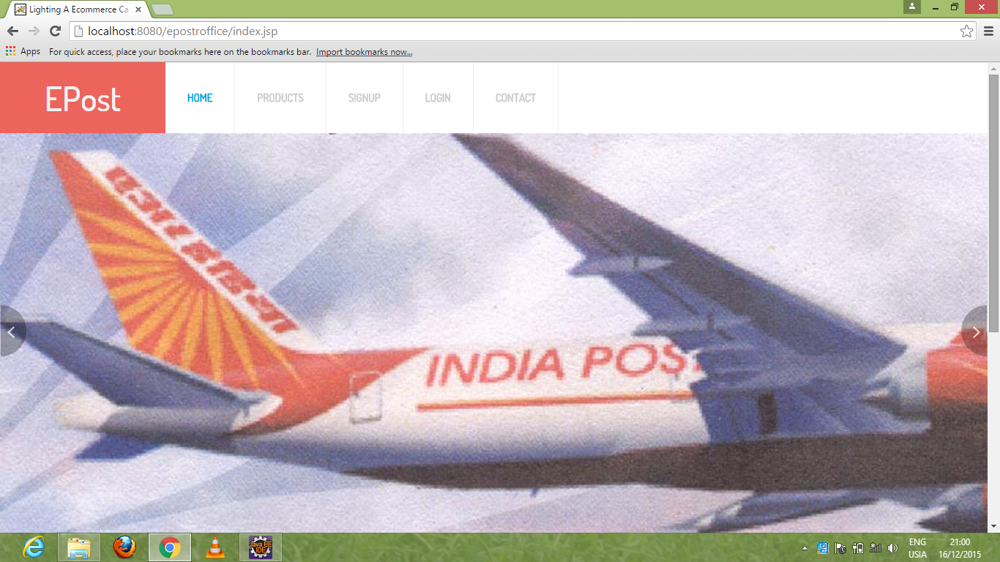 Lighting A Ecommerce Ca
localhost:8080/epostroffice/index.jsp
Apps For quick access, place your bookmarks here on the bookmarks bar. Import bookmarks now...
EPost
HOME PRODUCTS SIGNUP LOGIN CONTACT
INDIA POS
Java EE
IDE
ENG 21:00
USIA 16/12/2015